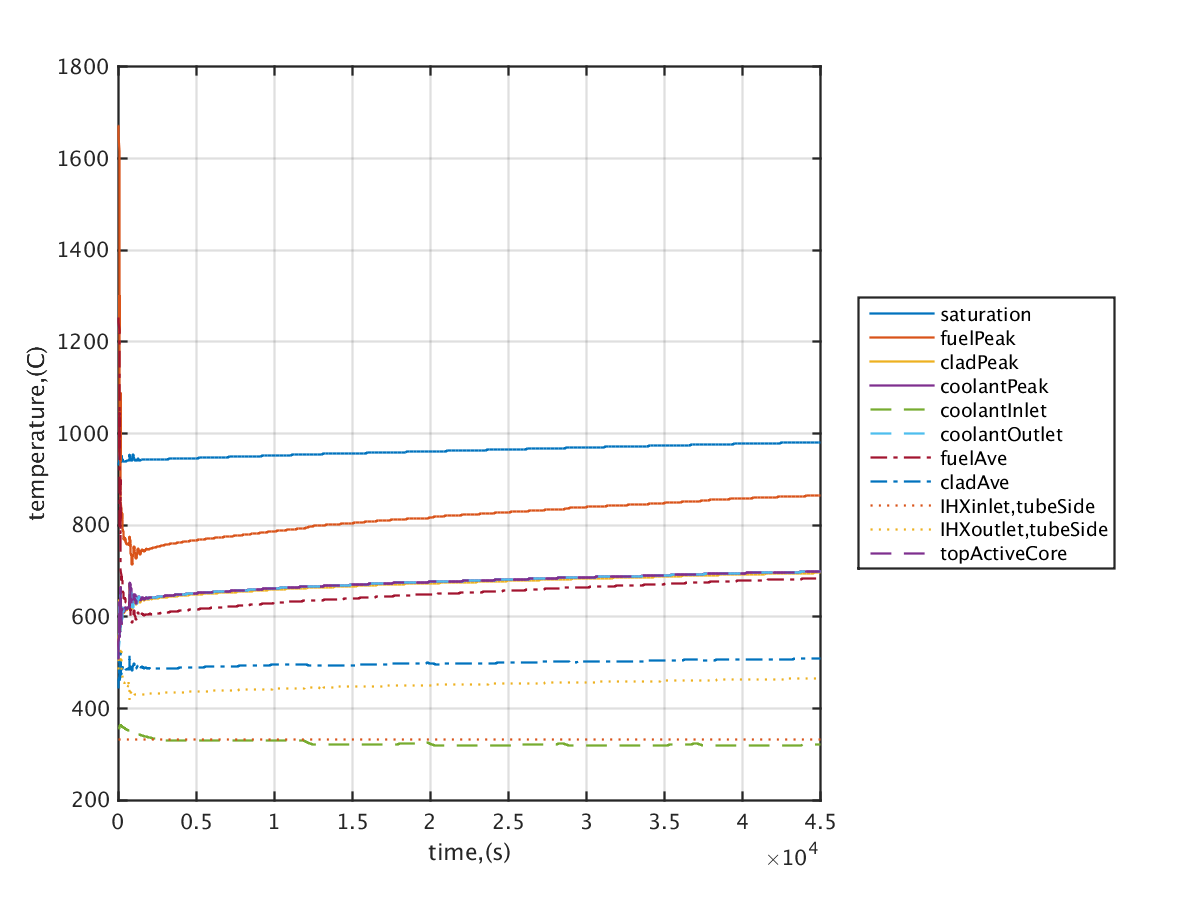 1800
1600
1400
1200
1000
800
600
400
200
temperature,(C)
0 0.5 1 1.5 2 2.5 3 3.5 4 4.5
time,(s)
×10^4
saturation
fuelPeak
cladPeak
coolantPeak
coolantInlet
coolantOutlet
fuelAve
cladAve
IHXinlet,tubeSide
IHXoutlet,tubeSide
topActiveCore